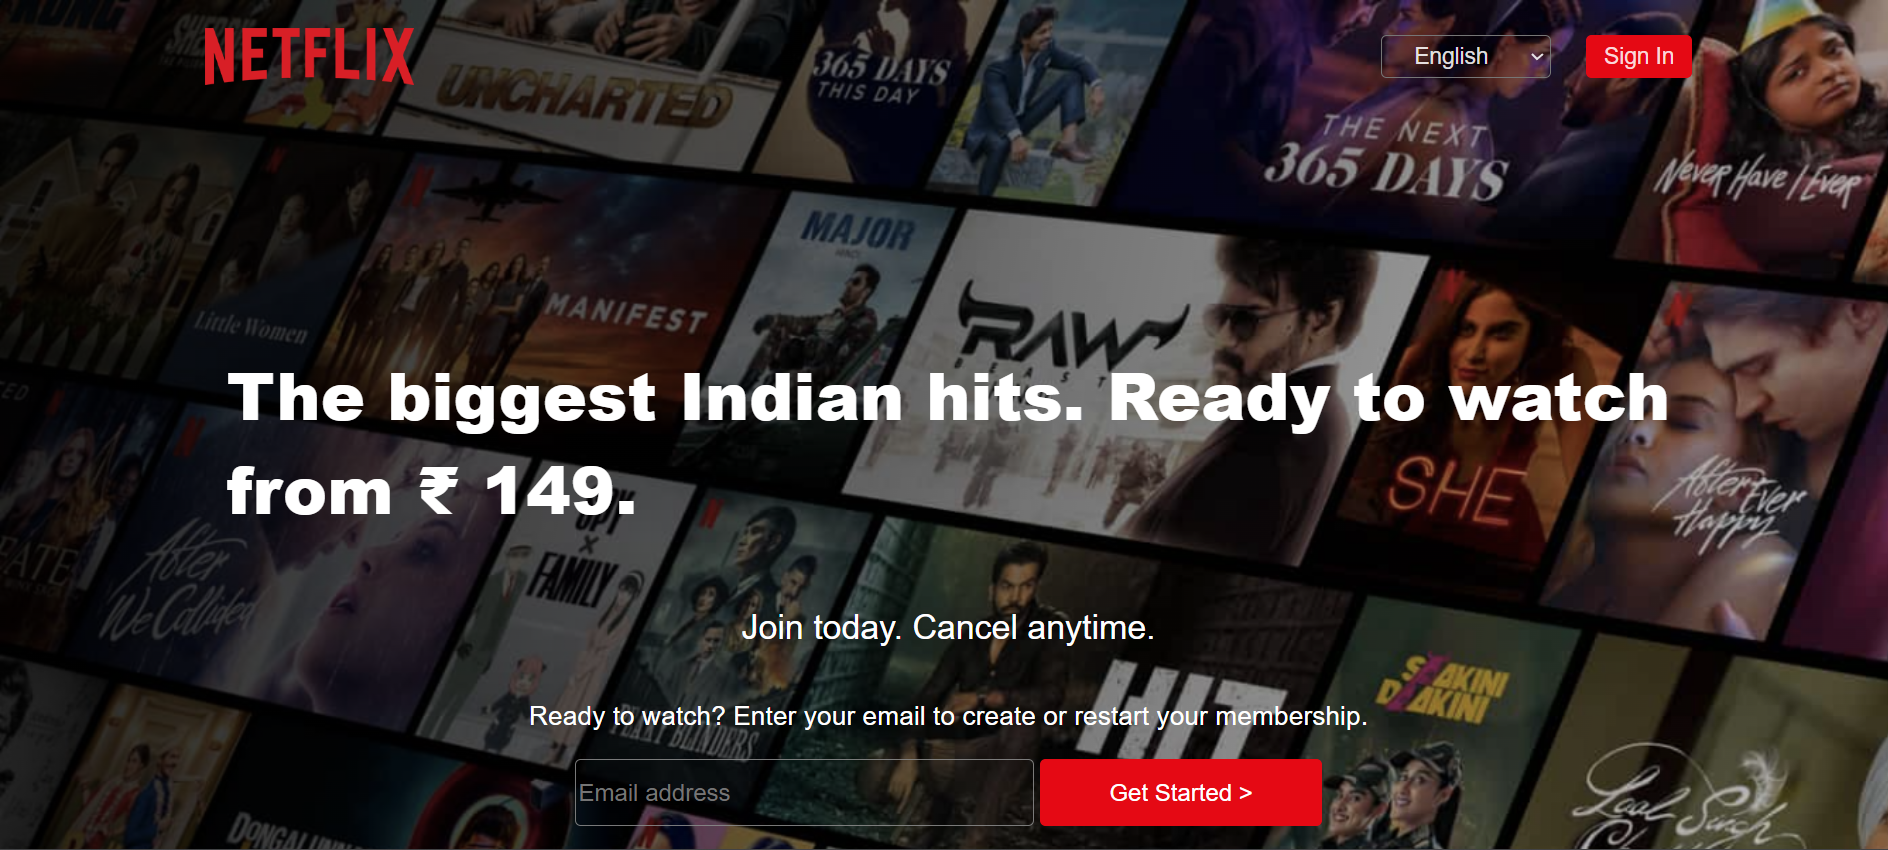 NETFLIX
English
Sign In
UNCHARTED
365 DAYS
THIS DAY
THE NEXT
365 DAYS
Never Have I Ever
Little Women
MANIFEST
MAJOR
RAW
BEAST
SHE
After
Ever
Happy
The biggest Indian hits. Ready to watch
from ₹ 149.
After
We Collided
SPY
x
FAMILY
Join today. Cancel anytime.
Ready to watch? Enter your email to create or restart your membership.
PEAKY BLINDERS
HIT
SAAKINI
DAAKINI
Email address
Get Started >
Laal Singh